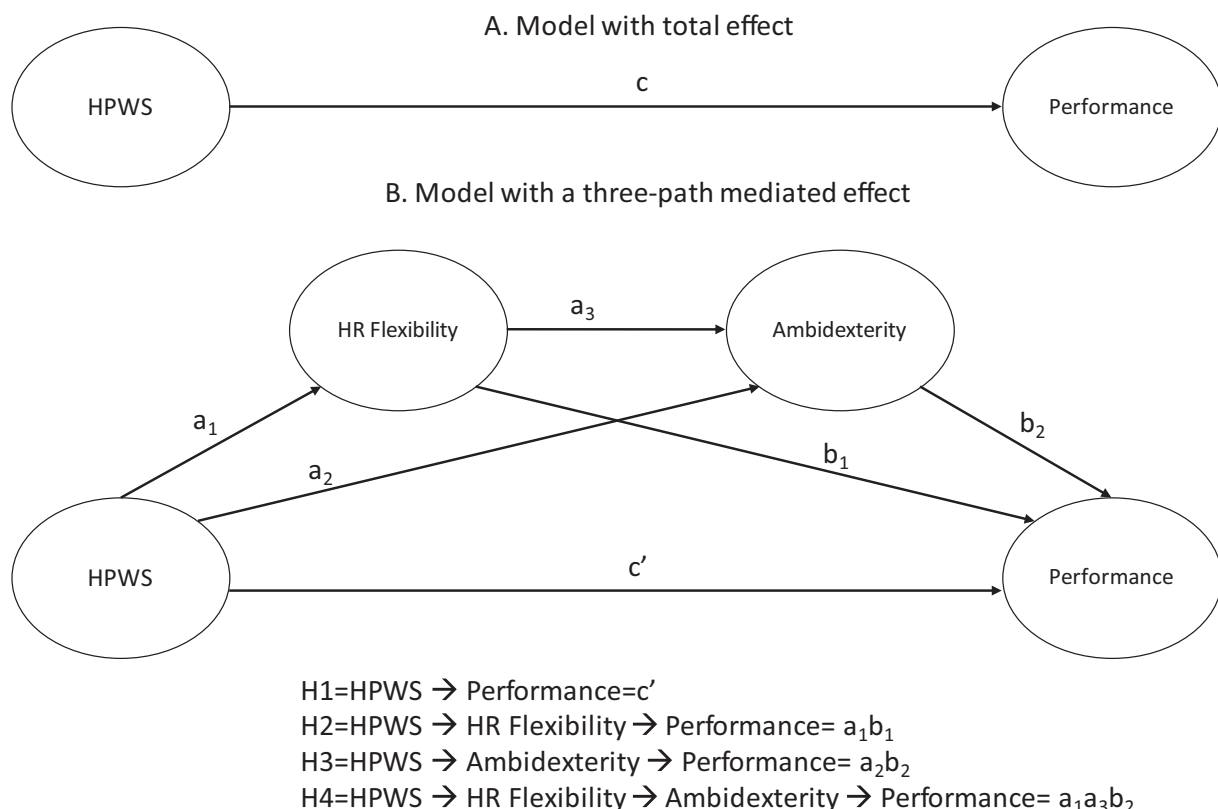 A. Model with total effect
c
HPWS
Performance
B. Model with a three-path mediated effect
HR Flexibility
a₃
Ambidexterity
a₁
a₂
b₁
b₂
HPWS
c’
Performance
H1=HPWS → Performance=c’
H2=HPWS → HR Flexibility → Performance= a₁b₁
H3=HPWS → Ambidexterity → Performance= a₂b₂
H4=HPWS → HR Flexibility → Ambidexterity → Performance= a₁a₃b₂